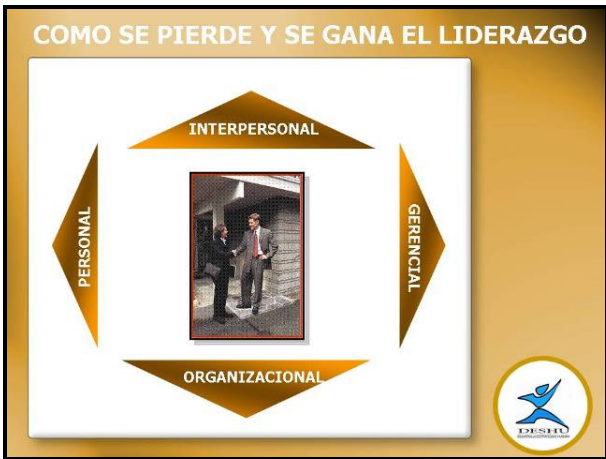 COMO SE PIERDE Y SE GANA EL LIDERAZGO
INTERPERSONAL
PERSONAL
GERENCIAL
ORGANIZACIONAL
DESHU